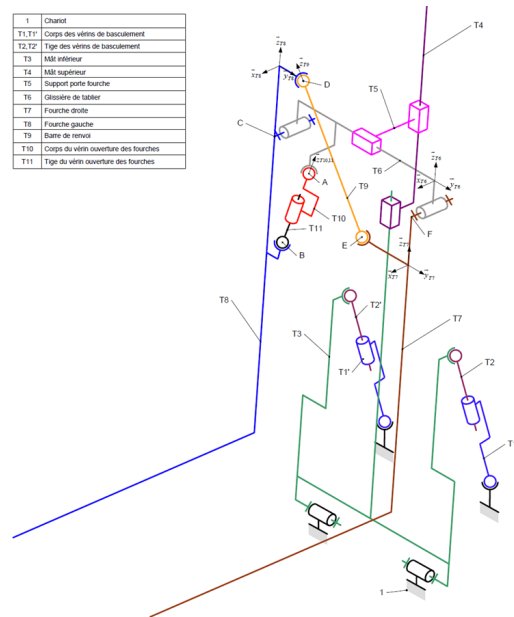 1 Chariot
T1,T1' Corps des vérins de basculement
T2,T2' Tige des vérins de basculement
T3 Mât inférieur
T4 Mât supérieur
T5 Support porte fourche
T6 Glissière de tablier
T7 Fourche droite
T8 Fourche gauche
T9 Barre de renvoi
T10 Corps du vérin ouverture des fourches
T11 Tige du vérin ouverture des fourches
T4
D
T5
C
T6
A
T9
T10
F
T11
E
B
T8
T2'
T3
T7
T2
T1'
1